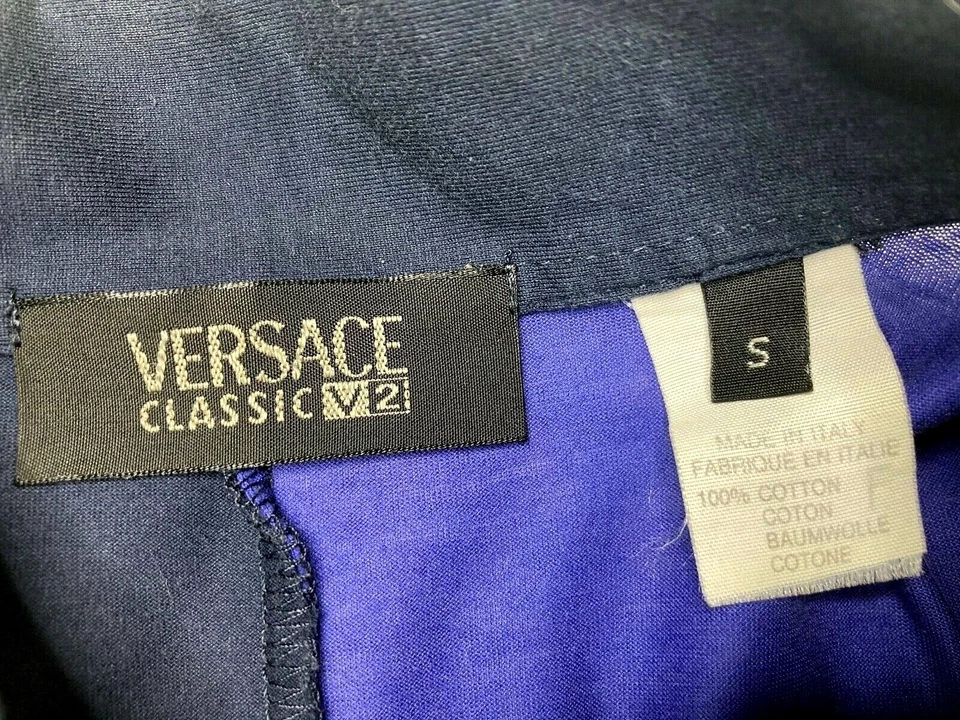 VERSACE
CLASSIC V2
S
MADE IN ITALY
FABRIQUE EN ITALIE
100% COTTON
COTON
BAUMWOLLE
COTONE